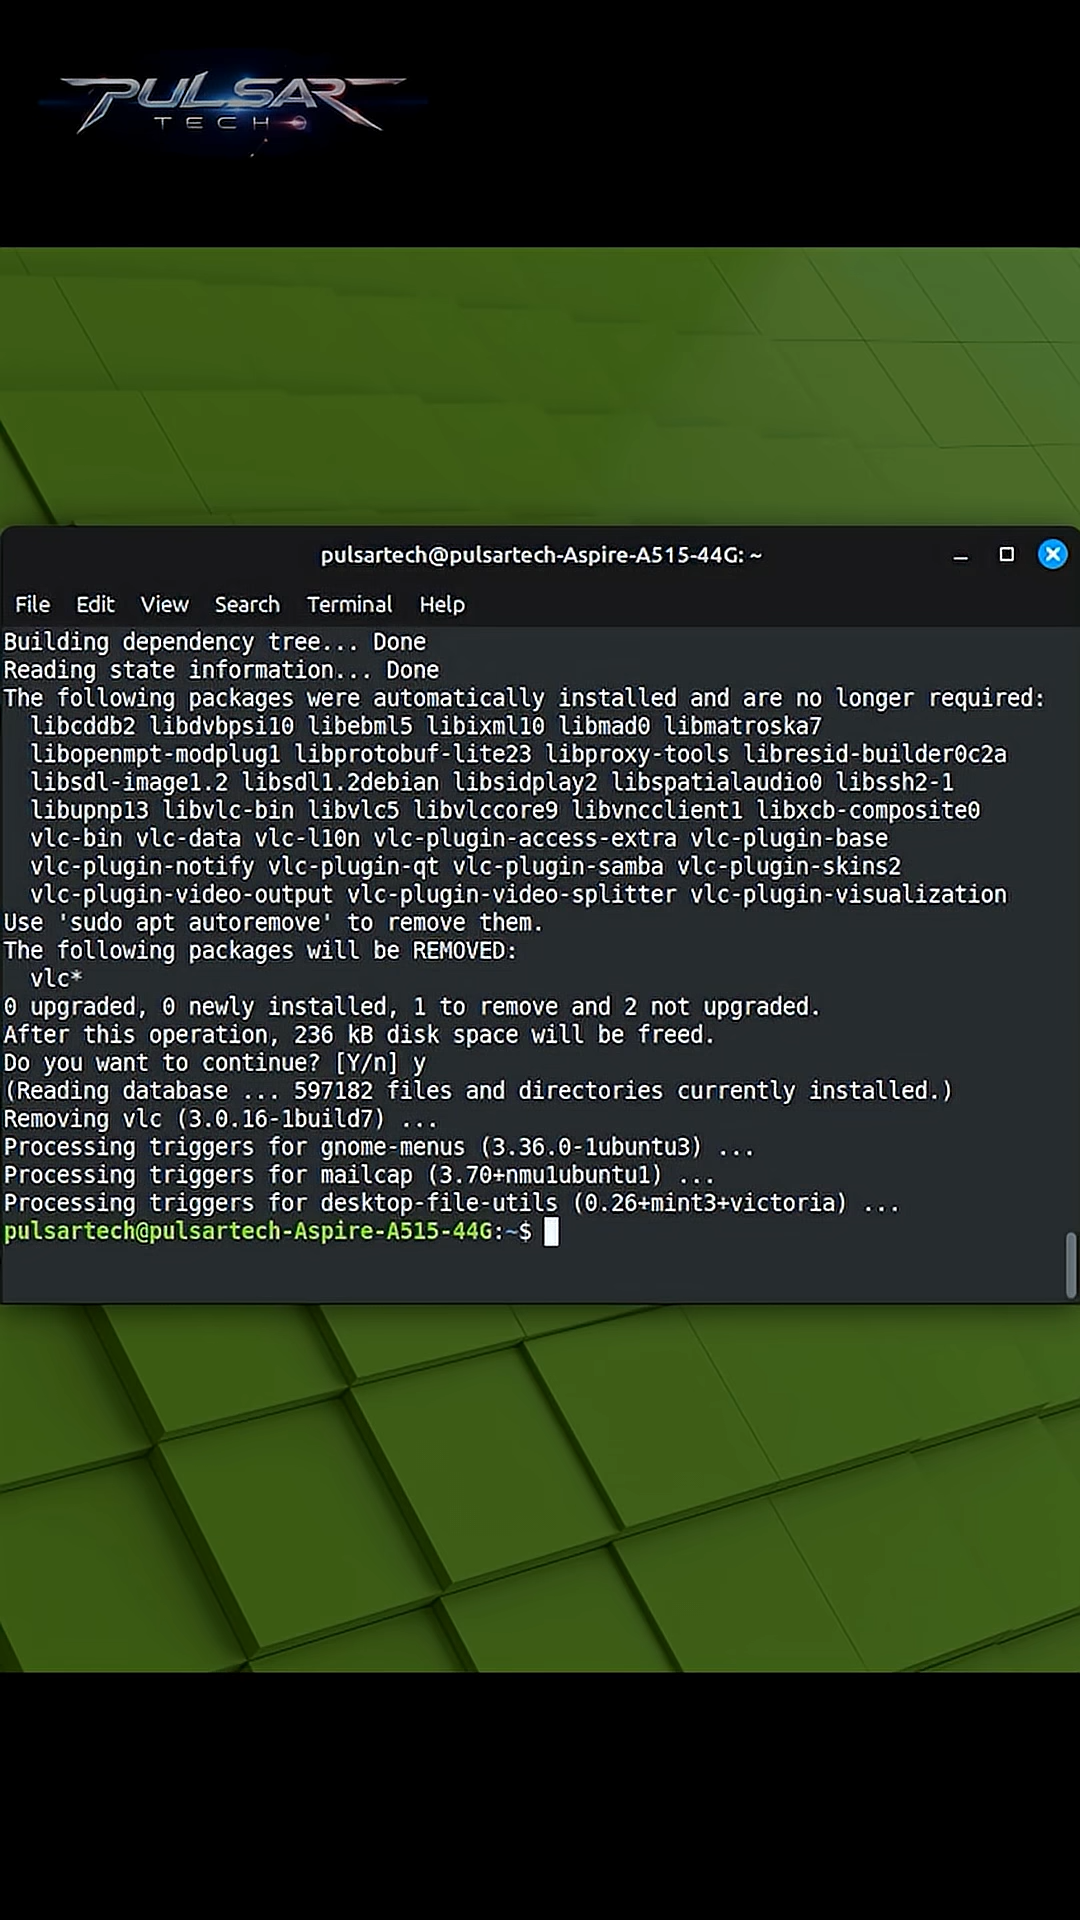 PULSAR
TECH
pulsartech@pulsartech-Aspire-A515-44G: ~
File Edit View Search Terminal Help
Building dependency tree... Done
Reading state information... Done
The following packages were automatically installed and are no longer required:
libcddb2 libdvbpsi10 libebml5 libixml10 libmad0 libmatroska7
libopenmpt-modplug1 libprotobuf-lite23 libproxy-tools libresid-builder0c2a
libsdl-image1.2 libsdl1.2debian libsidplay2 libspatialaudio0 libssh2-1
libupnp13 libvlc-bin libvlc5 libvlccore9 libvncclient1 libxcb-composite0
vlc-bin vlc-data vlc-l10n vlc-plugin-access-extra vlc-plugin-base
vlc-plugin-notify vlc-plugin-qt vlc-plugin-samba vlc-plugin-skins2
vlc-plugin-video-output vlc-plugin-video-splitter vlc-plugin-visualization
Use 'sudo apt autoremove' to remove them.
The following packages will be REMOVED:
vlc*
0 upgraded, 0 newly installed, 1 to remove and 2 not upgraded.
After this operation, 236 kB disk space will be freed.
Do you want to continue? [Y/n] y
(Reading database ... 597182 files and directories currently installed.)
Removing vlc (3.0.16-1build7) ...
Processing triggers for gnome-menus (3.36.0-1ubuntu3) ...
Processing triggers for mailcap (3.70+nmu1ubuntu1) ...
Processing triggers for desktop-file-utils (0.26+mint3+victoria) ...
pulsartech@pulsartech-Aspire-A515-44G:~$